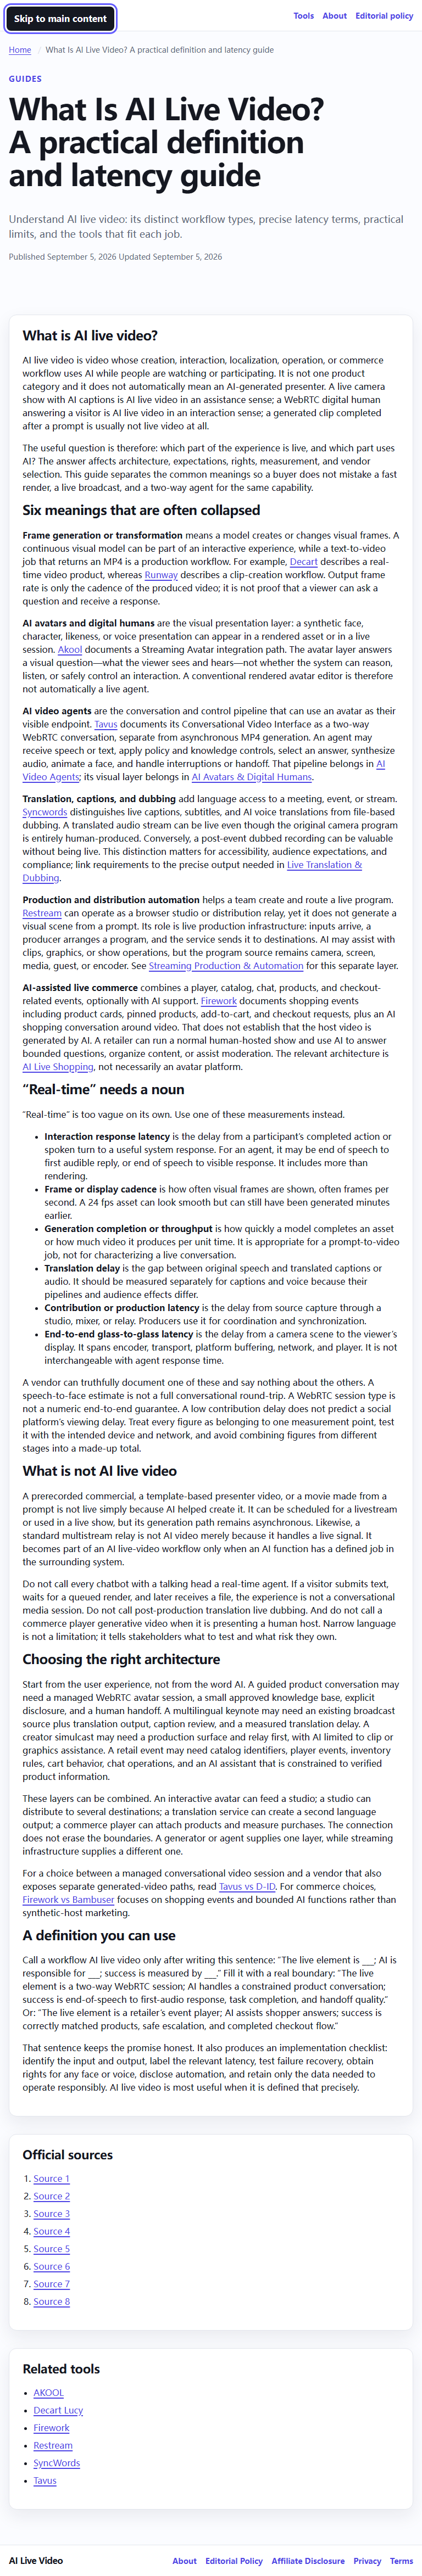 Skip to main content
Tools About Editorial policy
Home / What Is AI Live Video? A practical definition and latency guide
GUIDES
What Is AI Live Video?
A practical definition
and latency guide
Understand AI live video: its distinct workflow types, precise latency terms, practical
limits, and the tools that fit each job.
Published September 5, 2026 Updated September 5, 2026
What is AI live video?
AI live video is video whose creation, interaction, localization, operation, or commerce
workflow uses AI while people are watching or participating. It is not one product
category and it does not automatically mean an AI-generated presenter. A live camera
show with AI captions is AI live video in an assistance sense; a WebRTC digital human
answering a visitor is AI live video in an interaction sense; a generated clip completed
after a prompt is usually not live video at all.
The useful question is therefore: which part of the experience is live, and which part uses
AI? The answer affects architecture, expectations, rights, measurement, and vendor
selection. This guide separates the common meanings so a buyer does not mistake a fast
render, a live broadcast, and a two-way agent for the same capability.
Six meanings that are often collapsed
Frame generation or transformation means a model creates or changes visual frames. A
continuous visual model can be part of an interactive experience, while a text-to-video
job that returns an MP4 is a production workflow. For example, Decart describes a real-
time video product, whereas Runway describes a clip-creation workflow. Output frame
rate is only the cadence of the produced video; it is not proof that a viewer can ask a
question and receive a response.
AI avatars and digital humans are the visual presentation layer: a synthetic face,
character, likeness, or voice presentation can appear in a rendered asset or in a live
session. Akool documents a Streaming Avatar integration path. The avatar layer answers
a visual question—what the viewer sees and hears—not whether the system can reason,
listen, or safely control an interaction. A conventional rendered avatar editor is therefore
not automatically a live agent.
AI video agents are the conversation and control pipeline that can use an avatar as their
visible endpoint. Tavus documents its Conversational Video Interface as a two-way
WebRTC conversation, separate from asynchronous MP4 generation. An agent may
receive speech or text, apply policy and knowledge controls, select an answer, synthesize
audio, animate a face, and handle interruptions or handoff. That pipeline belongs in AI
Video Agents; its visual layer belongs in AI Avatars & Digital Humans.
Translation, captions, and dubbing add language access to a meeting, event, or stream.
Syncwords distinguishes live captions, subtitles, and AI voice translations from file-based
dubbing. A translated audio stream can be live even though the original camera program
is entirely human-produced. Conversely, a post-event dubbed recording can be valuable
without being live. This distinction matters for accessibility, audience expectations, and
compliance; link requirements to the precise output needed in Live Translation &
Dubbing.
Production and distribution automation helps a team create and route a live program.
Restream can operate as a browser studio or distribution relay, yet it does not generate a
visual scene from a prompt. Its role is live production infrastructure: inputs arrive, a
producer arranges a program, and the service sends it to destinations. AI may assist with
clips, graphics, or show operations, but the program source remains camera, screen,
media, guest, or encoder. See Streaming Production & Automation for this separate layer.
AI-assisted live commerce combines a player, catalog, chat, products, and checkout-
related events, optionally with AI support. Firework documents shopping events
including product cards, pinned products, add-to-cart, and checkout requests, plus an AI
shopping conversation around video. That does not establish that the host video is
generated by AI. A retailer can run a normal human-hosted show and use AI to answer
bounded questions, organize content, or assist moderation. The relevant architecture is
AI Live Shopping, not necessarily an avatar platform.
“Real-time” needs a noun
“Real-time” is too vague on its own. Use one of these measurements instead.
• Interaction response latency is the delay from a participant’s completed action or
spoken turn to a useful system response. For an agent, it may be end of speech to
first audible reply, or end of speech to visible response. It includes more than
rendering.
• Frame or display cadence is how often visual frames are shown, often frames per
second. A 24 fps asset can look smooth but can still have been generated minutes
earlier.
• Generation completion or throughput is how quickly a model completes an asset
or how much video it produces per unit time. It is appropriate for a prompt-to-video
job, not for characterizing a live conversation.
• Translation delay is the gap between original speech and translated captions or
audio. It should be measured separately for captions and voice because their
pipelines and audience effects differ.
• Contribution or production latency is the delay from source capture through a
studio, mixer, or relay. Producers use it for coordination and synchronization.
• End-to-end glass-to-glass latency is the delay from a camera scene to the viewer’s
display. It spans encoder, transport, platform buffering, network, and player. It is not
interchangeable with agent response time.
A vendor can truthfully document one of these and say nothing about the others. A
speech-to-face estimate is not a full conversational round-trip. A WebRTC session type is
not a numeric end-to-end guarantee. A low contribution delay does not predict a social
platform’s viewing delay. Treat every figure as belonging to one measurement point, test
it with the intended device and network, and avoid combining figures from different
stages into a made-up total.
What is not AI live video
A prerecorded commercial, a template-based presenter video, or a movie made from a
prompt is not live simply because AI helped create it. It can be scheduled for a livestream
or used in a live show, but its generation path remains asynchronous. Likewise, a
standard multistream relay is not AI video merely because it handles a live signal. It
becomes part of an AI live-video workflow only when an AI function has a defined job in
the surrounding system.
Do not call every chatbot with a talking head a real-time agent. If a visitor submits text,
waits for a queued render, and later receives a file, the experience is not a conversational
media session. Do not call post-production translation live dubbing. And do not call a
commerce player generative video when it is presenting a human host. Narrow language
is not a limitation; it tells stakeholders what to test and what risk they own.
Choosing the right architecture
Start from the user experience, not from the word AI. A guided product conversation may
need a managed WebRTC avatar session, a small approved knowledge base, explicit
disclosure, and a human handoff. A multilingual keynote may need an existing broadcast
source plus translation output, caption review, and a measured translation delay. A
creator simulcast may need a production surface and relay first, with AI limited to clip or
graphics assistance. A retail event may need catalog identifiers, player events, inventory
rules, cart behavior, chat operations, and an AI assistant that is constrained to verified
product information.
These layers can be combined. An interactive avatar can feed a studio; a studio can
distribute to several destinations; a translation service can create a second language
output; a commerce player can attach products and measure purchases. The connection
does not erase the boundaries. A generator or agent supplies one layer, while streaming
infrastructure supplies a different one.
For a choice between a managed conversational video session and a vendor that also
exposes separate generated-video paths, read Tavus vs D-ID. For commerce choices,
Firework vs Bambuser focuses on shopping events and bounded AI functions rather than
synthetic-host marketing.
A definition you can use
Call a workflow AI live video only after writing this sentence: “The live element is ___; AI is
responsible for ___; success is measured by ___.” Fill it with a real boundary: “The live
element is a two-way WebRTC session; AI handles a constrained product conversation;
success is end-of-speech to first-audio response, task completion, and handoff quality.”
Or: “The live element is a retailer’s event player; AI assists shopper answers; success is
correctly matched products, safe escalation, and completed checkout flow.”
That sentence keeps the promise honest. It also produces an implementation checklist:
identify the input and output, label the relevant latency, test failure recovery, obtain
rights for any face or voice, disclose automation, and retain only the data needed to
operate responsibly. AI live video is most useful when it is defined that precisely.
Official sources
1. Source 1
2. Source 2
3. Source 3
4. Source 4
5. Source 5
6. Source 6
7. Source 7
8. Source 8
Related tools
• AKOOL
• Decart Lucy
• Firework
• Restream
• SyncWords
• Tavus
AI Live Video
About Editorial Policy Affiliate Disclosure Privacy Terms